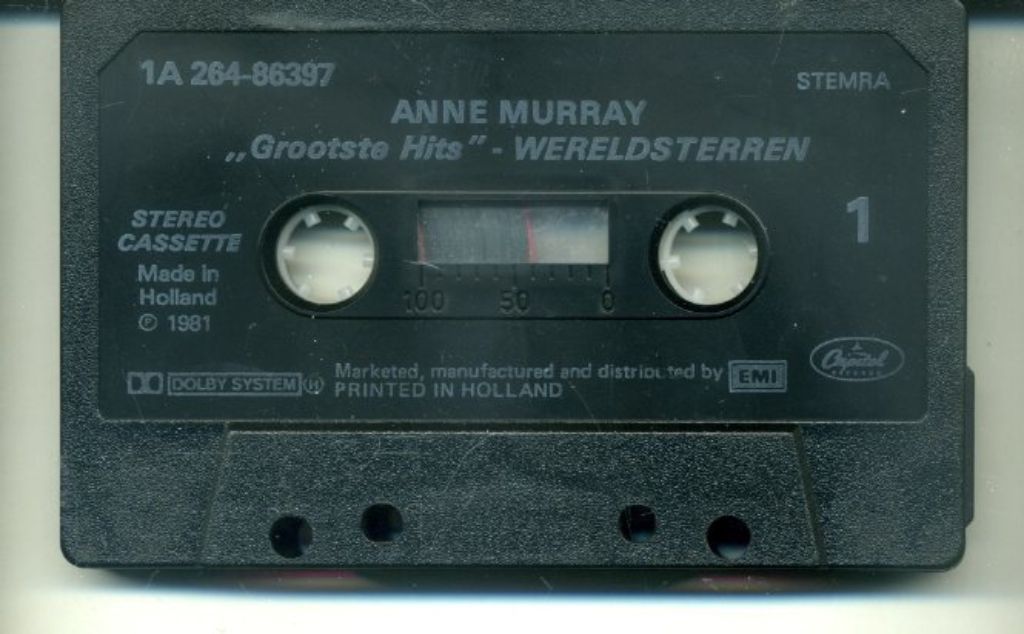 1A 264-86397
STEMRA
ANNE MURRAY
„Grootste Hits” - WERELDSTERREN
STEREO
CASSETTE
1
Made in
Holland
℗ 1981
100 50 0
Capitol
RECORDS
DOLBY SYSTEM
Marketed, manufactured and distributed by EMI
PRINTED IN HOLLAND